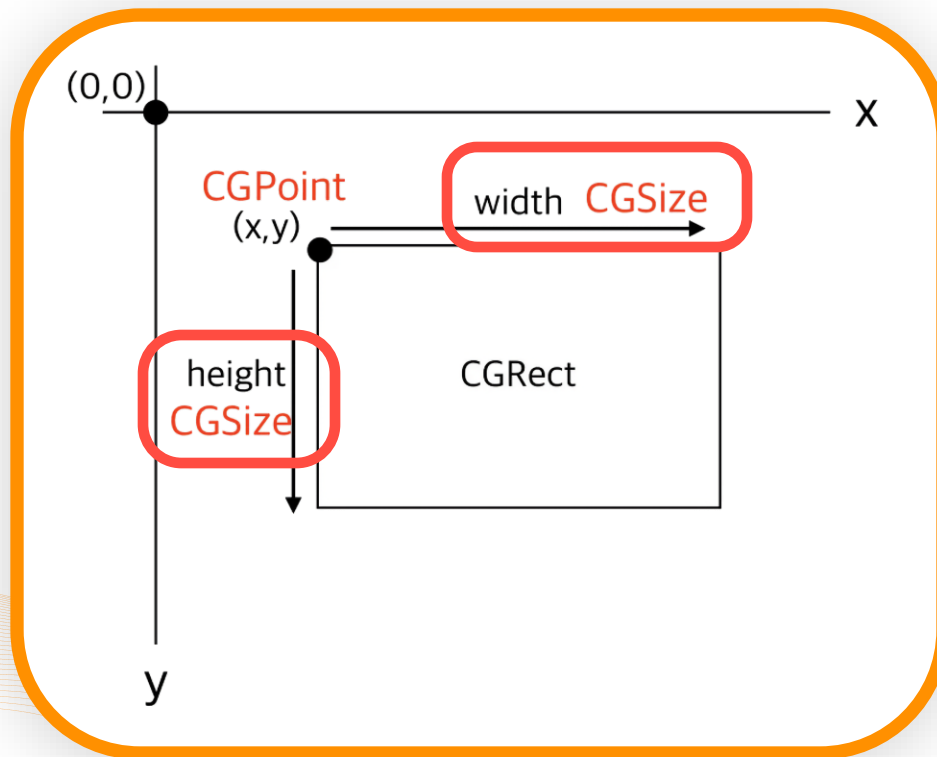 (0,0)
x
CGPoint
(x,y)
width CGSize
height
CGSize
CGRect
y